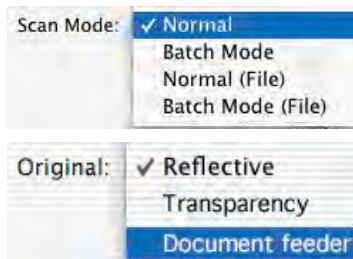 Scan Mode: ✓ Normal
Batch Mode
Normal (File)
Batch Mode (File)
Original: ✓ Reflective
Transparency
Document feeder